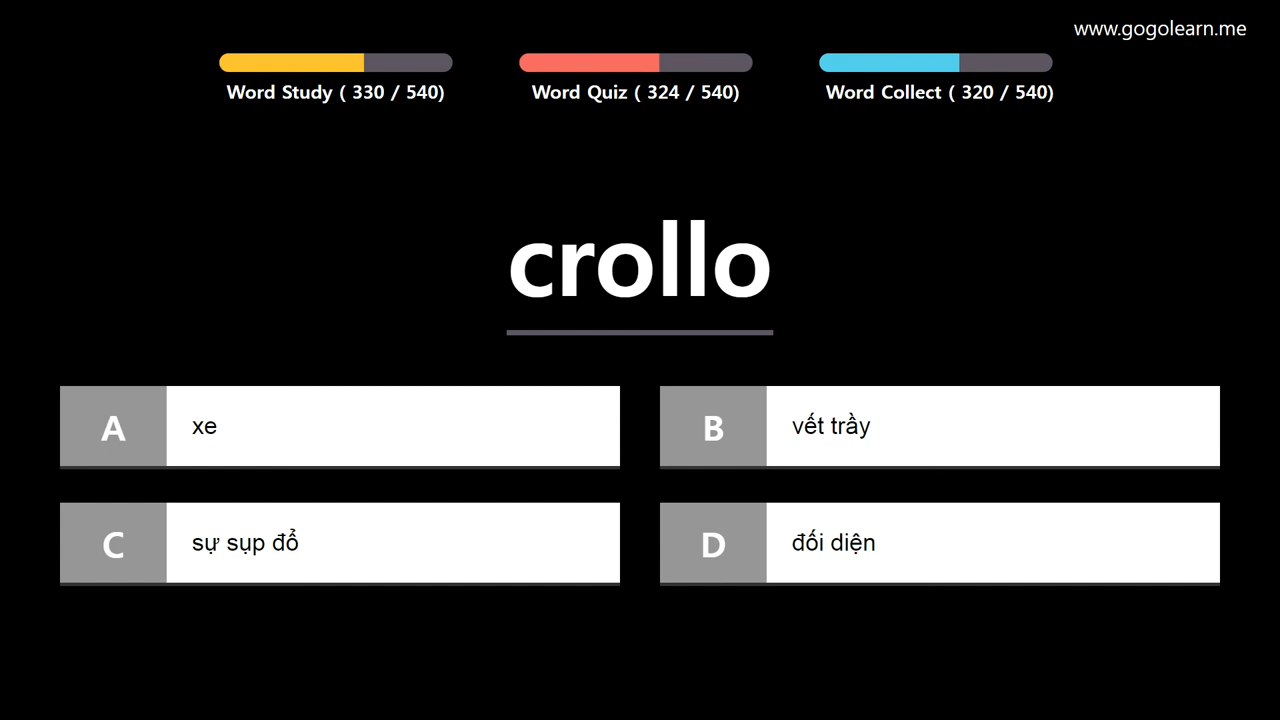 www.gogolearn.me
Word Study ( 330 / 540)
Word Quiz ( 324 / 540)
Word Collect ( 320 / 540)
crollo
A xe
B vết trầy
C sự sụp đổ
D đối diện